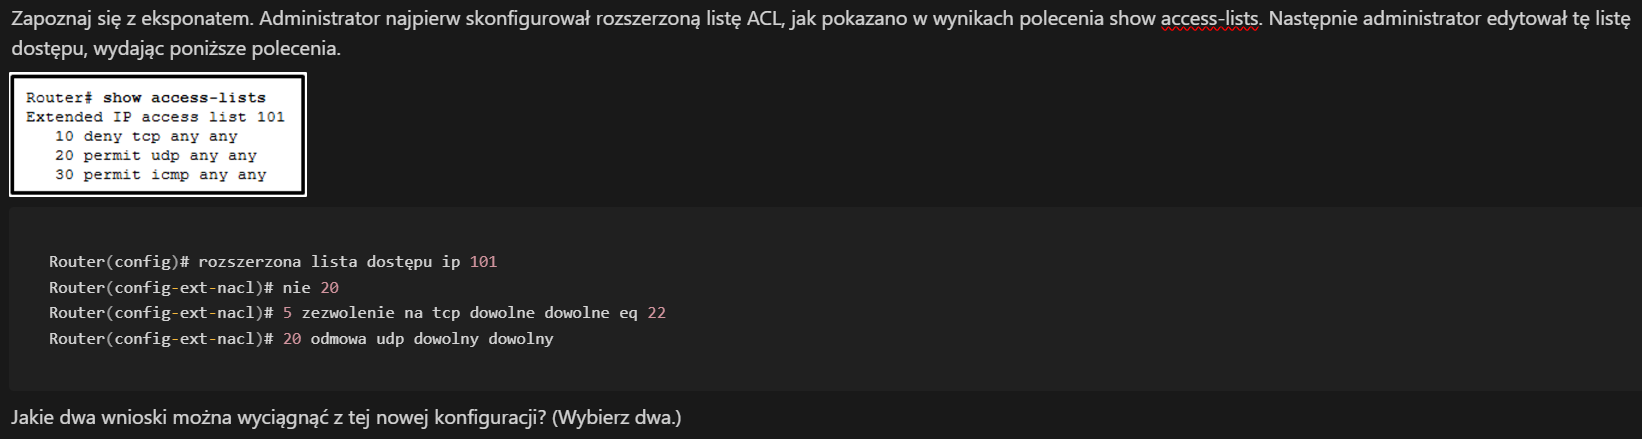 Zapoznaj się z eksponatem. Administrator najpierw skonfigurował rozszerzoną listę ACL, jak pokazano w wynikach polecenia show access-lists. Następnie administrator edytował tę listę
dostępu, wydając poniższe polecenia.
Router# show access-lists
Extended IP access list 101
10 deny tcp any any
20 permit udp any any
30 permit icmp any any
Router(config)# rozszerzona lista dostępu ip 101
Router(config-ext-nacl)# nie 20
Router(config-ext-nacl)# 5 zezwolenie na tcp dowolne dowolne eq 22
Router(config-ext-nacl)# 20 odmowa udp dowolny dowolny
Jakie dwa wnioski można wyciągnąć z tej nowej konfiguracji? (Wybierz dwa.)